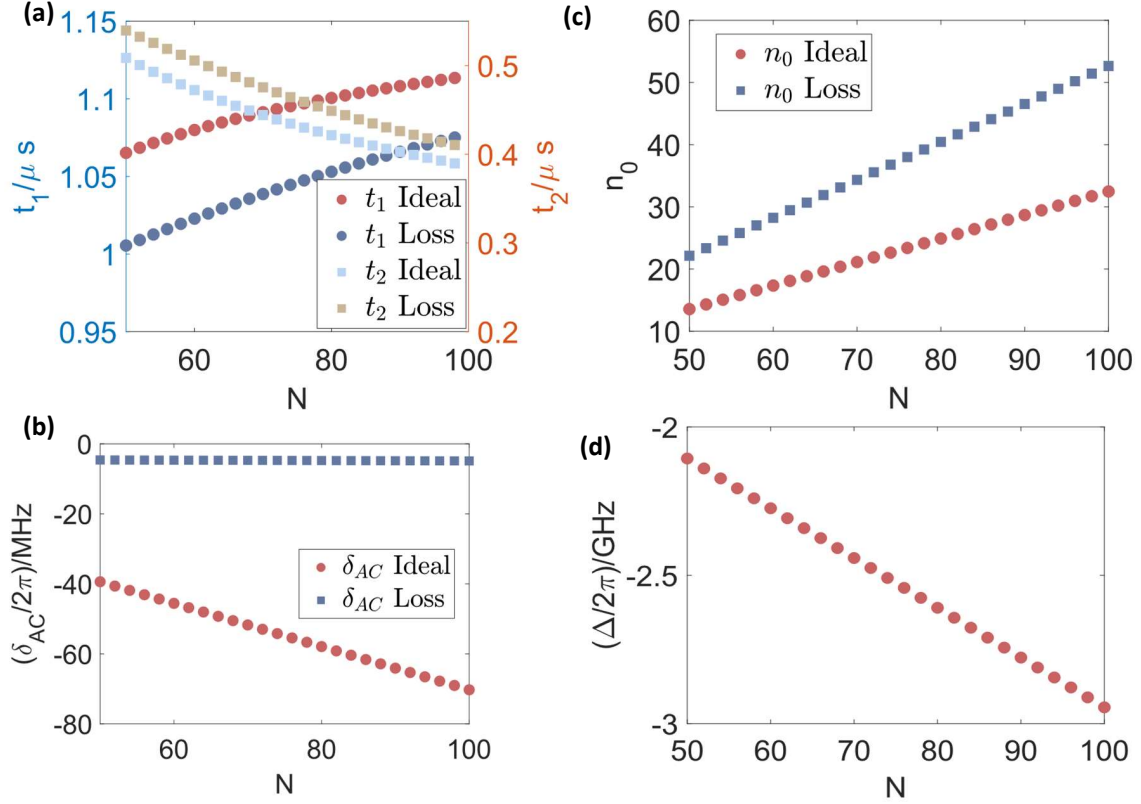 (a)
1.15
1.1
1.05
1
0.95
t₁/μ s
0.5
0.4
0.3
0.2
t₂/μ s
t₁ Ideal
t₁ Loss
t₂ Ideal
t₂ Loss
60 80 100
N
(c)
60
50
40
30
20
10
n₀
n₀ Ideal
n₀ Loss
50 60 70 80 90 100
N
(b)
0
-20
-40
-60
-80
(δ_AC/2π)/MHz
δ_AC Ideal
δ_AC Loss
60 80 100
N
(d)
-2
-2.5
-3
(Δ/2π)/GHz
50 60 70 80 90 100
N